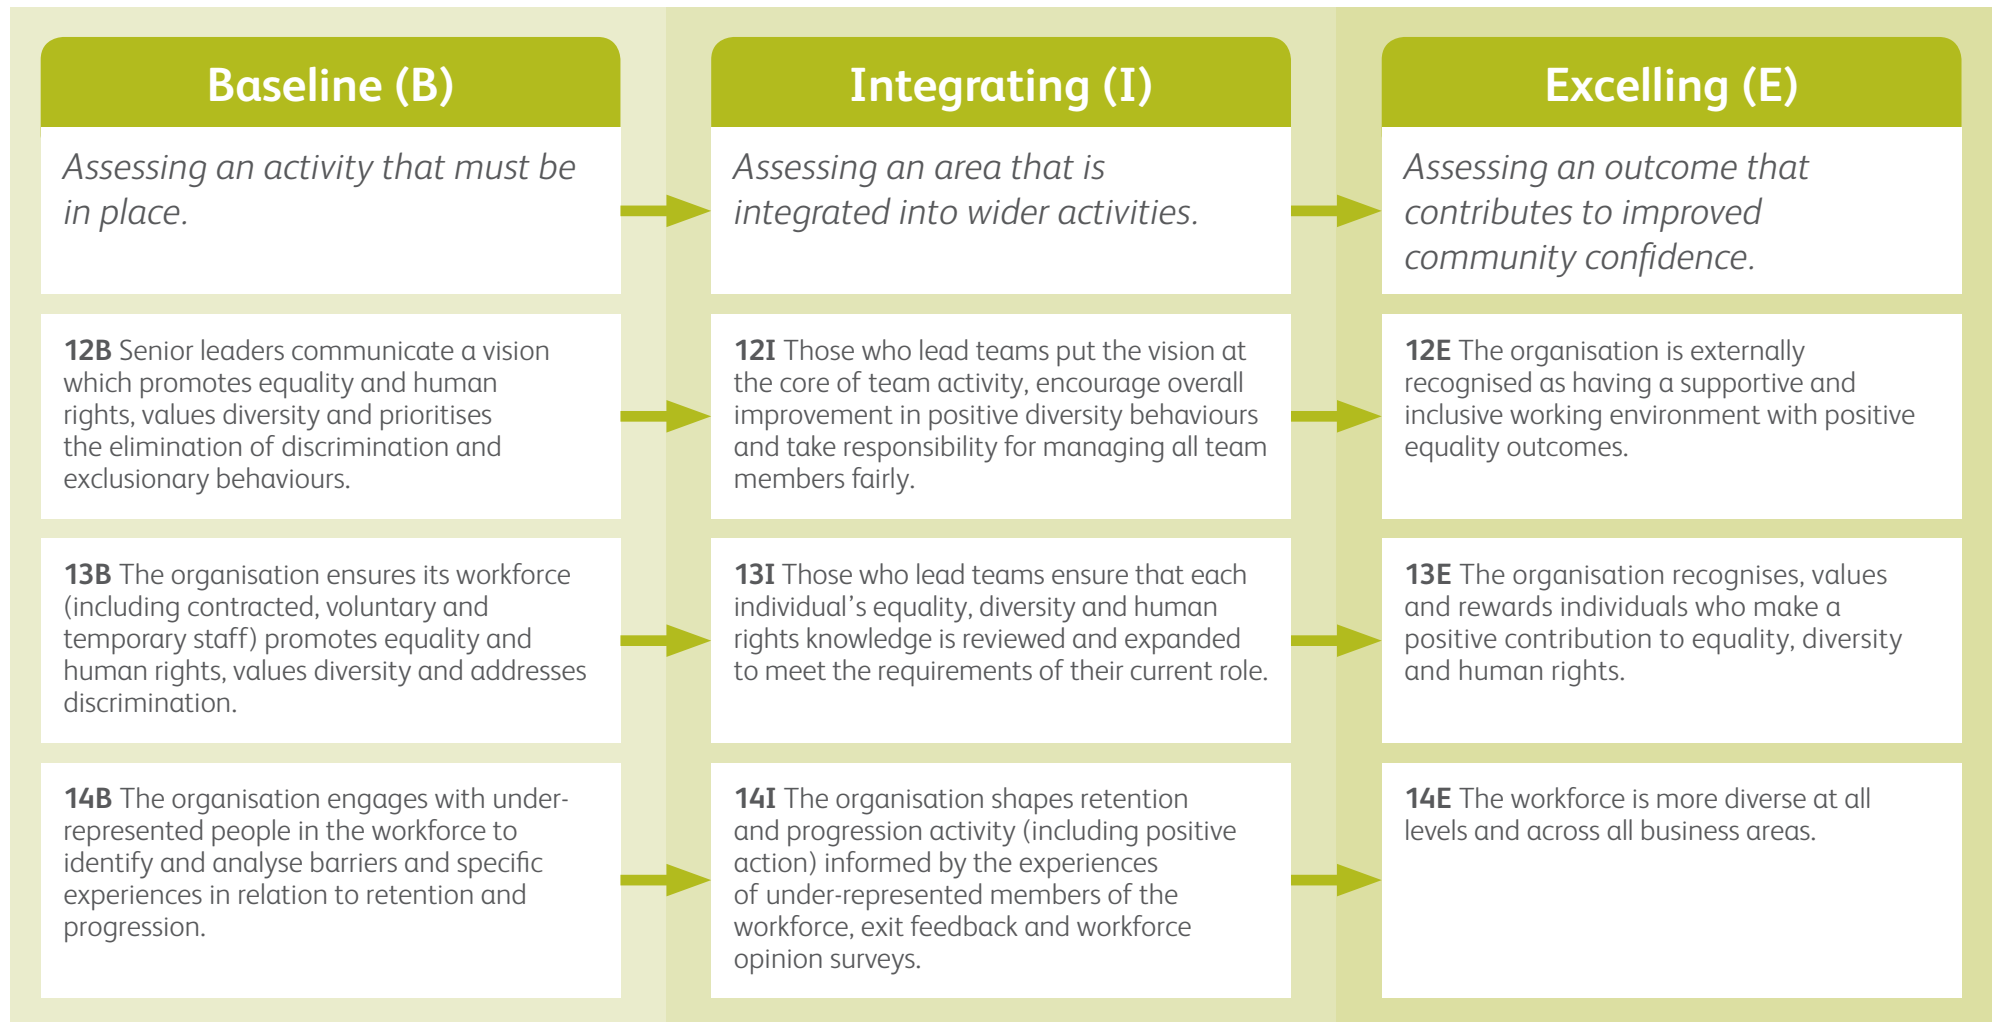 Baseline (B)
Assessing an activity that must be
in place.
Integrating (I)
Assessing an area that is
integrated into wider activities.
Excelling (E)
Assessing an outcome that
contributes to improved
community confidence.
12B Senior leaders communicate a vision
which promotes equality and human
rights, values diversity and prioritises
the elimination of discrimination and
exclusionary behaviours.
12I Those who lead teams put the vision at
the core of team activity, encourage overall
improvement in positive diversity behaviours
and take responsibility for managing all team
members fairly.
12E The organisation is externally
recognised as having a supportive and
inclusive working environment with positive
equality outcomes.
13B The organisation ensures its workforce
(including contracted, voluntary and
temporary staff) promotes equality and
human rights, values diversity and addresses
discrimination.
13I Those who lead teams ensure that each
individual's equality, diversity and human
rights knowledge is reviewed and expanded
to meet the requirements of their current role.
13E The organisation recognises, values
and rewards individuals who make a
positive contribution to equality, diversity
and human rights.
14B The organisation engages with under-
represented people in the workforce to
identify and analyse barriers and specific
experiences in relation to retention and
progression.
14I The organisation shapes retention
and progression activity (including positive
action) informed by the experiences
of under-represented members of the
workforce, exit feedback and workforce
opinion surveys.
14E The workforce is more diverse at all
levels and across all business areas.